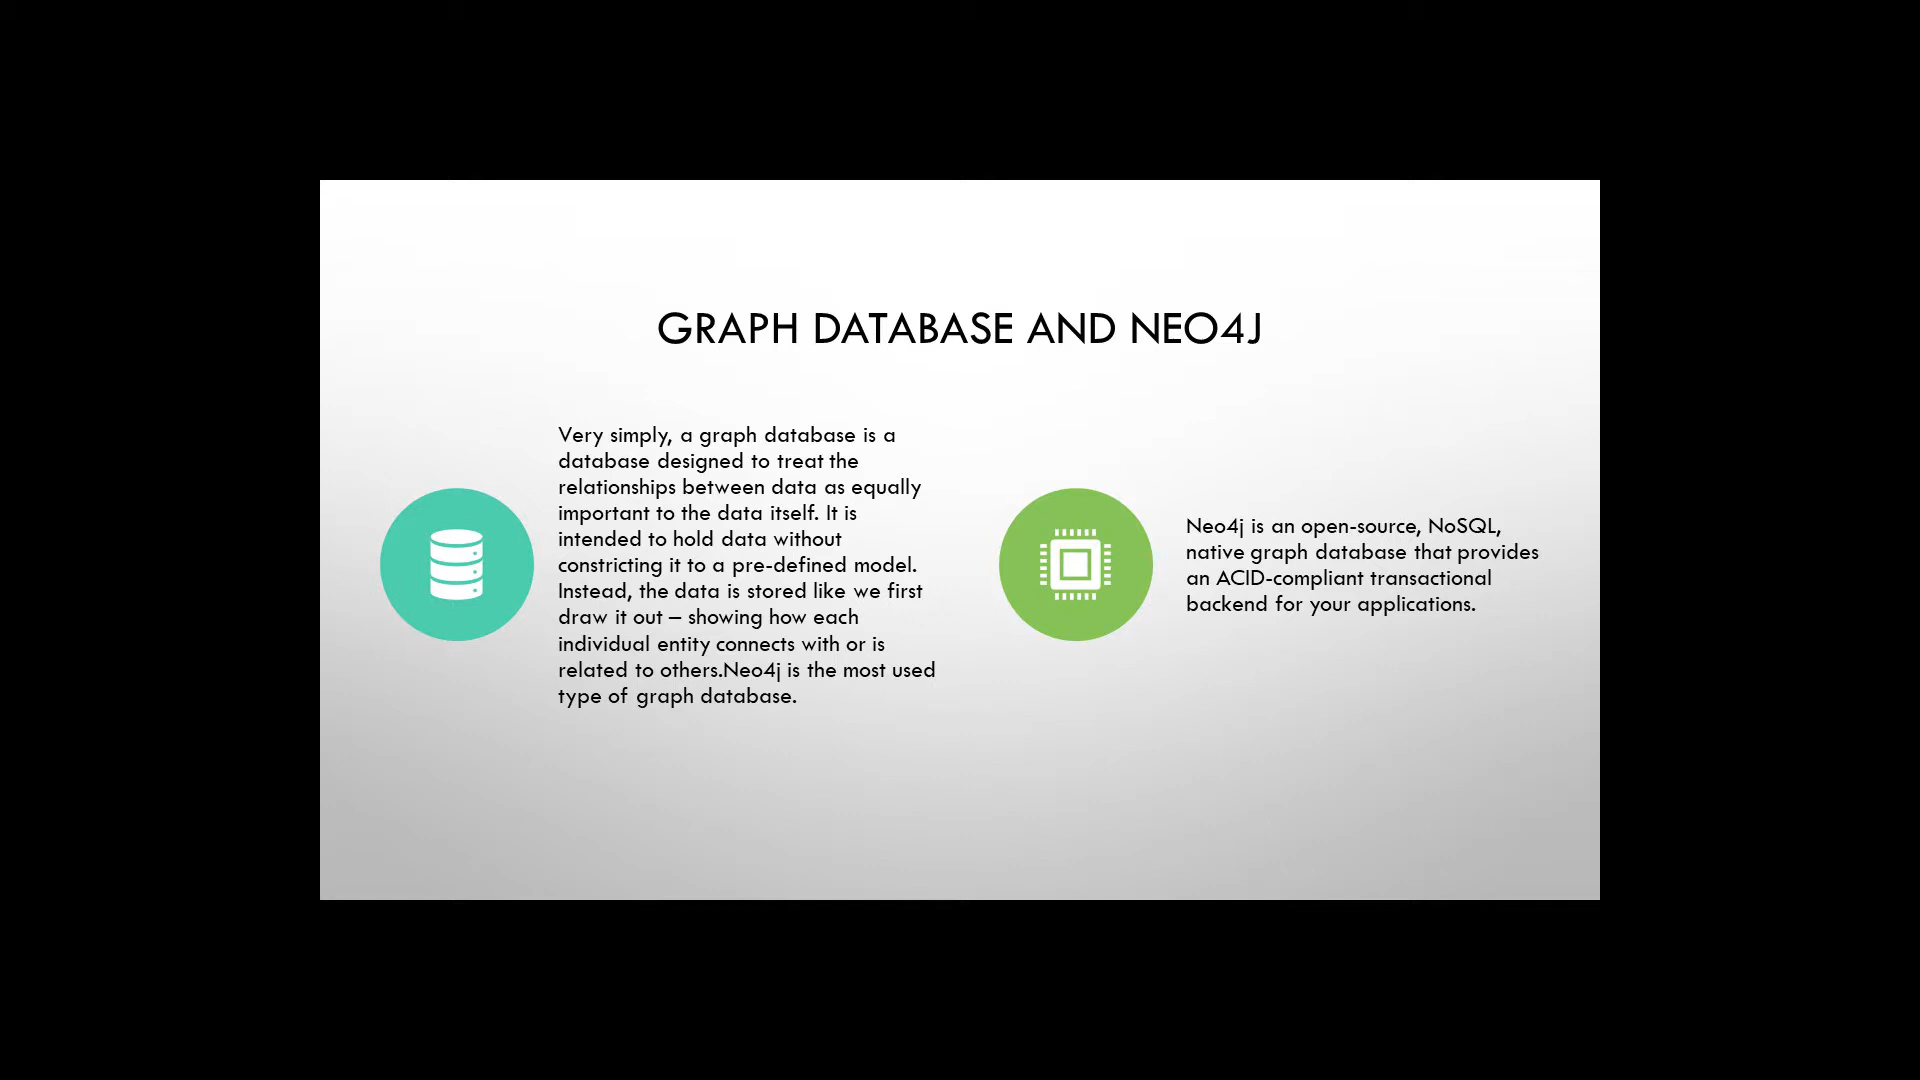 GRAPH DATABASE AND NEO4J
Very simply, a graph database is a
database designed to treat the
relationships between data as equally
important to the data itself. It is
intended to hold data without
constricting it to a pre-defined model.
Instead, the data is stored like we first
draw it out – showing how each
individual entity connects with or is
related to others.Neo4j is the most used
type of graph database.
Neo4j is an open-source, NoSQL,
native graph database that provides
an ACID-compliant transactional
backend for your applications.